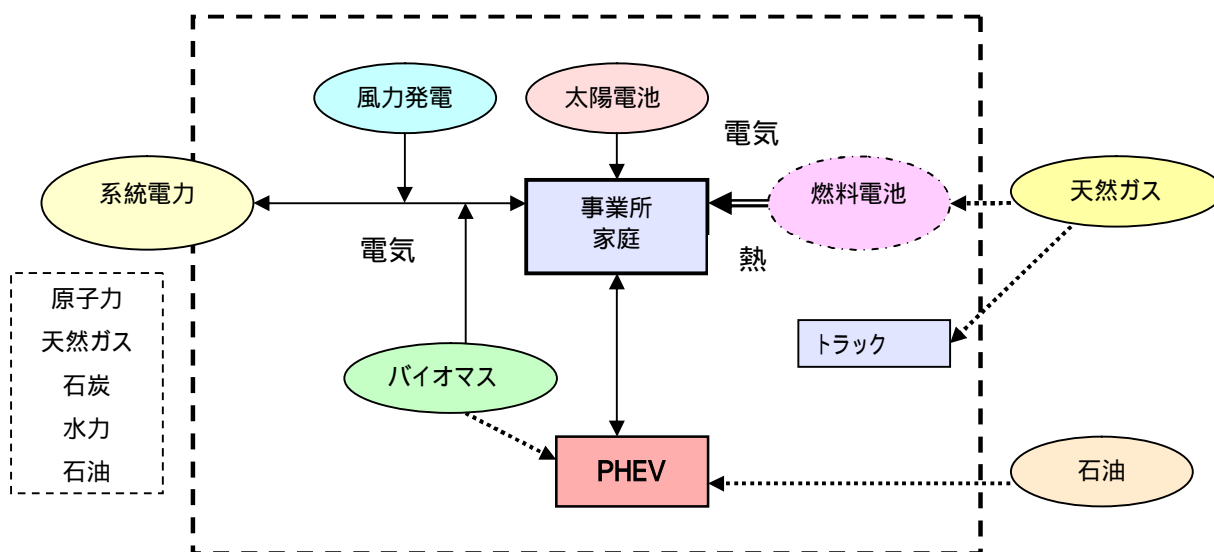 風力発電
太陽電池
電気
系統電力
事業所
家庭
燃料電池
天然ガス
電気
熱
原子力
天然ガス
石炭
水力
石油
トラック
バイオマス
PHEV
石油